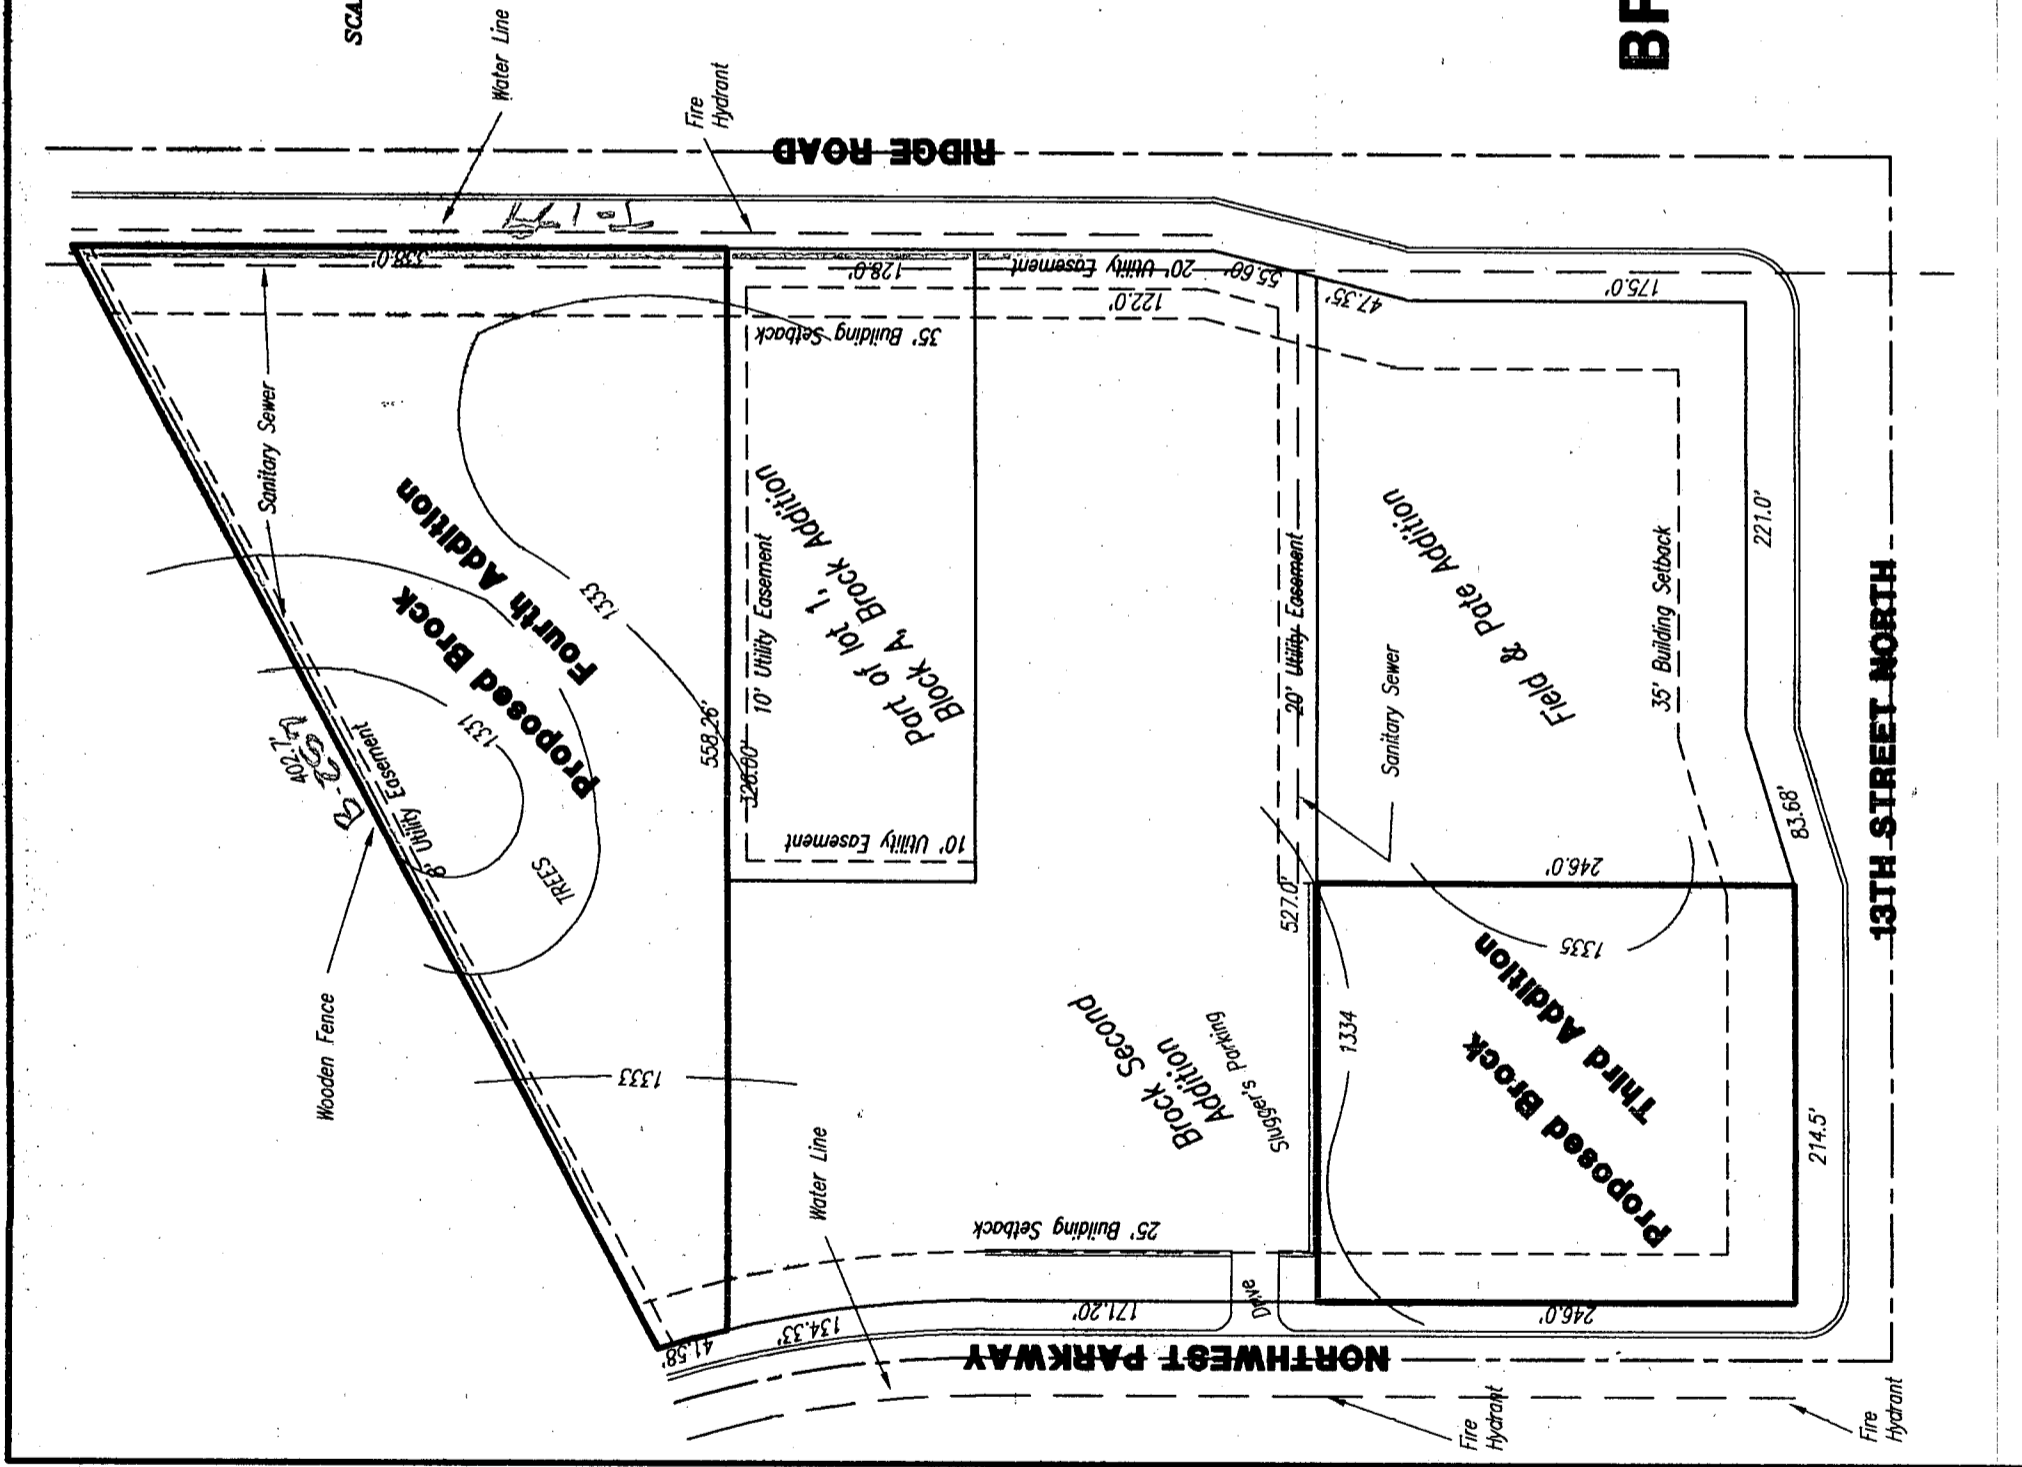 SCA
Water Line
Fire
Hydrant
RIDGE ROAD
BR
338.0'
128.0'
20' Utility Easement
55.60'
47.35'
175.0'
122.0'
35' Building Setback
Sanitary Sewer
Proposed Brock
Fourth Addition
1333
1331
402.7'
8' Utility Easement
TREES
Wooden Fence
558.26'
326.00'
10' Utility Easement
Part of lot 1,
Block A, Brock Addition
10' Utility Easement
20' Utility Easement
Sanitary Sewer
Field & Pate Addition
35' Building Setback
221.0'
83.68'
13TH STREET NORTH
246.0'
527.0'
1335
1334
Proposed Brock
Third Addition
214.5'
1333
Brock Second
Addition
Slugger's Parking
Water Line
25' Building Setback
Drive
171.20'
134.33'
41.58'
246.0'
NORTHWEST PARKWAY
Fire
Hydrant
Fire
Hydrant